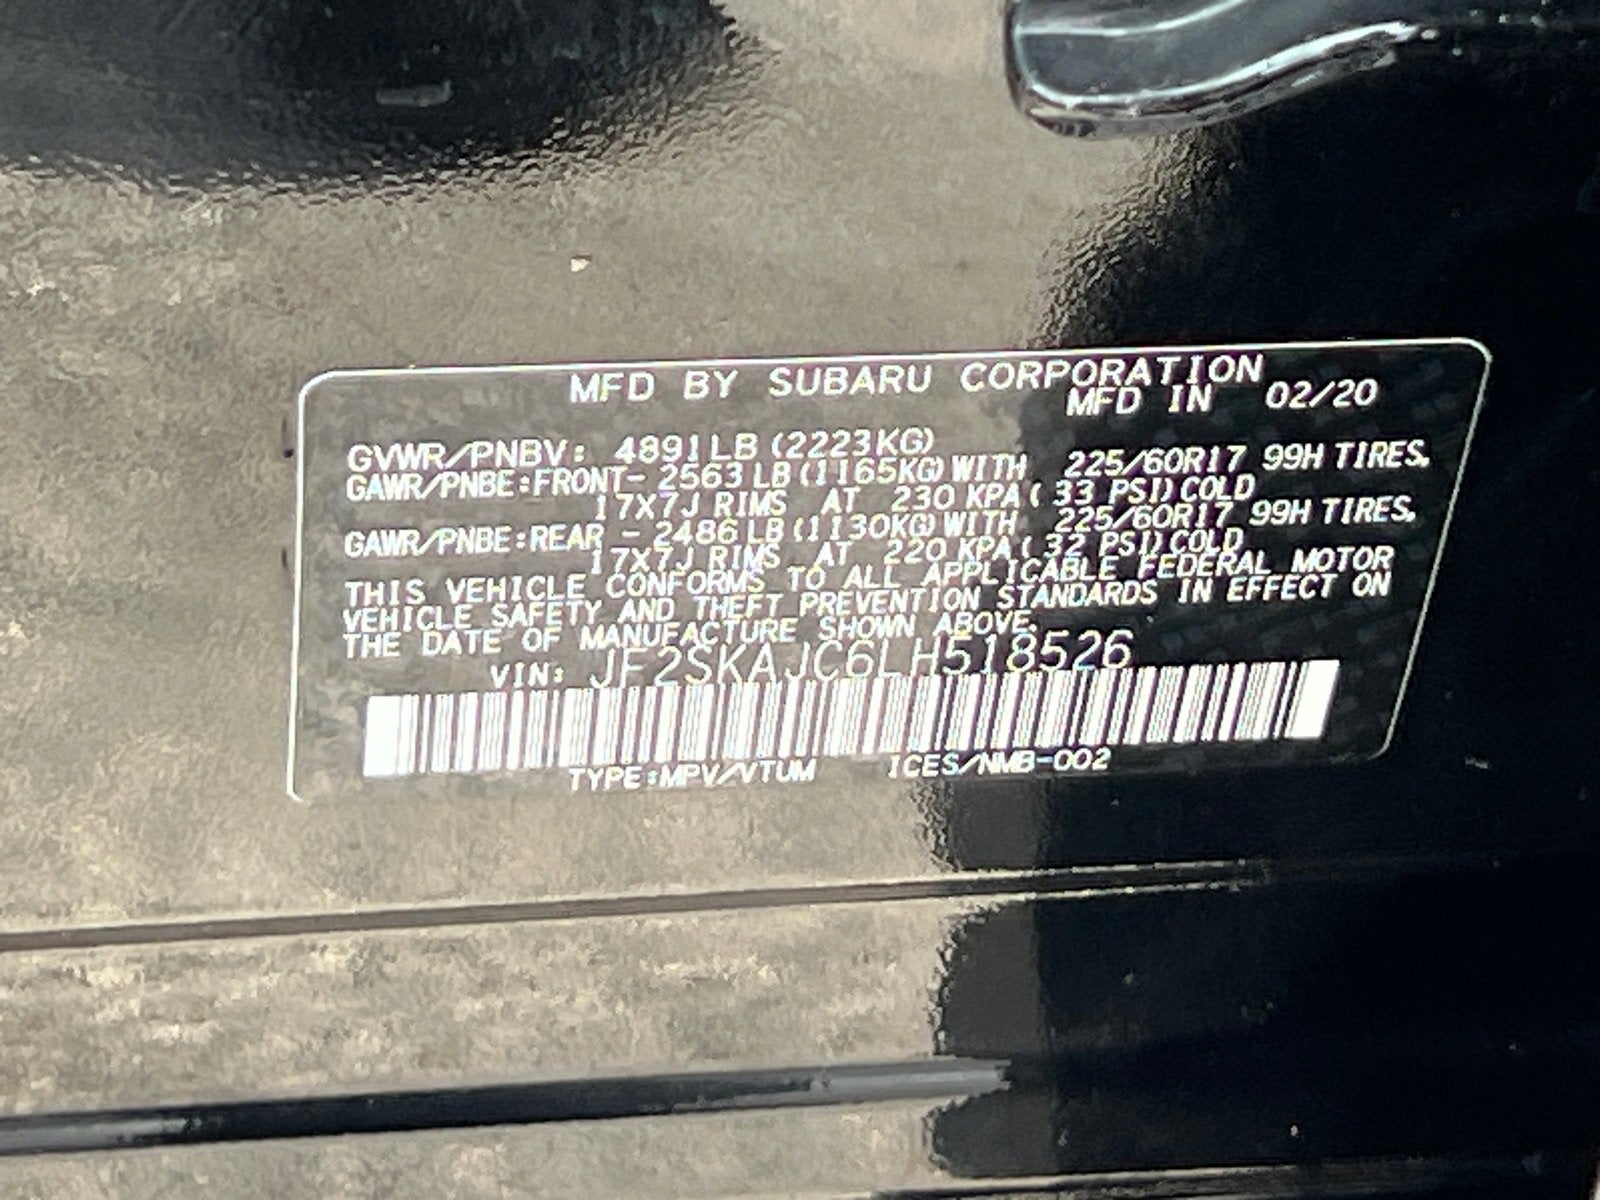 MFD BY SUBARU CORPORATION
MFD IN 02/20
GVWR/PNBV: 4891LB (2223KG)
GAWR/PNBE:FRONT- 2563 LB (1165KG) WITH 225/60R17 99H TIRES,
17X7J RIMS AT 230 KPA ( 33 PSI) COLD
GAWR/PNBE:REAR - 2486 LB (1130KG) WITH 225/60R17 99H TIRES,
17X7J RIMS AT 220 KPA ( 32 PSI) COLD
THIS VEHICLE CONFORMS TO ALL APPLICABLE FEDERAL MOTOR
VEHICLE SAFETY AND THEFT PREVENTION STANDARDS IN EFFECT ON
THE DATE OF MANUFACTURE SHOWN ABOVE.
VIN: JF2SKAJC6LH518526
TYPE:MPV/VTUM ICES/NMB-002